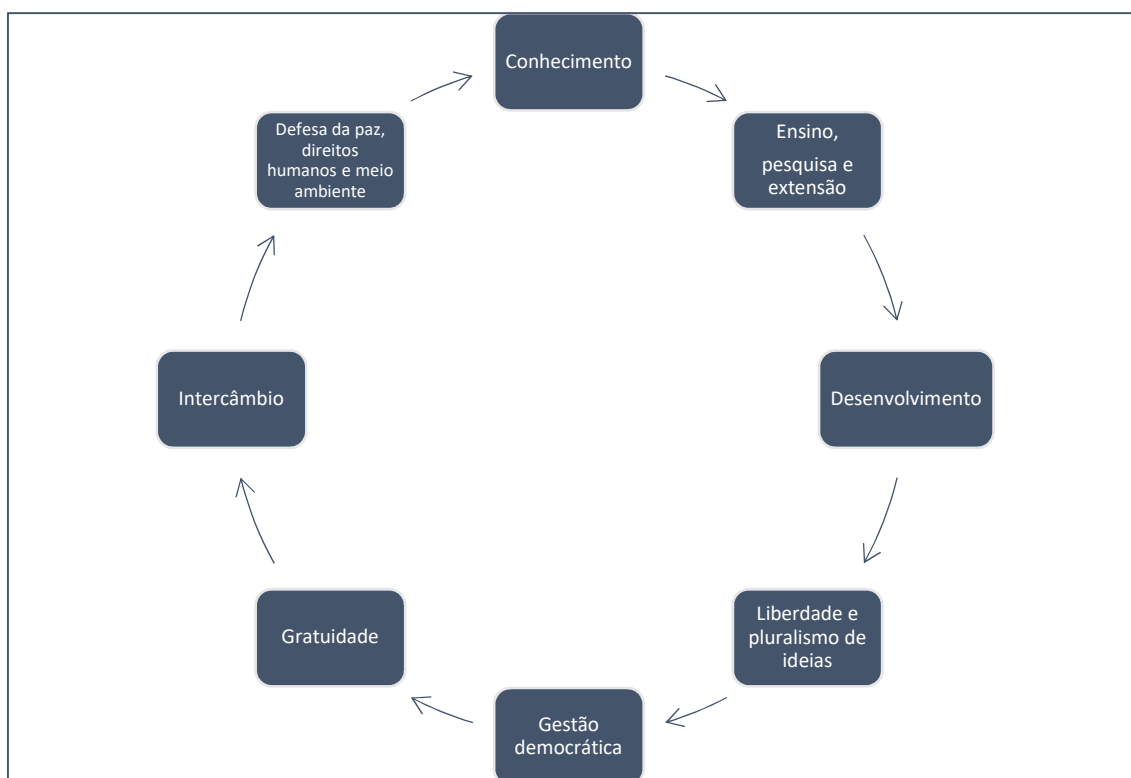 Conhecimento
Ensino,
pesquisa e
extensão
Desenvolvimento
Liberdade e
pluralismo de
ideias
Gestão
democrática
Gratuidade
Intercâmbio
Defesa da paz,
direitos
humanos e meio
ambiente